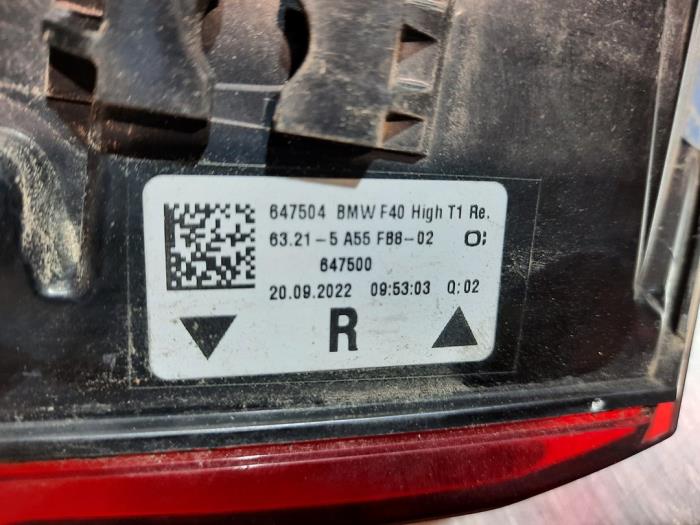 647504 BMW F40 High T1 Re.
63.21-5 A55 FB8-02 O:
647500
20.09.2022 09:53:03 Q:02
R